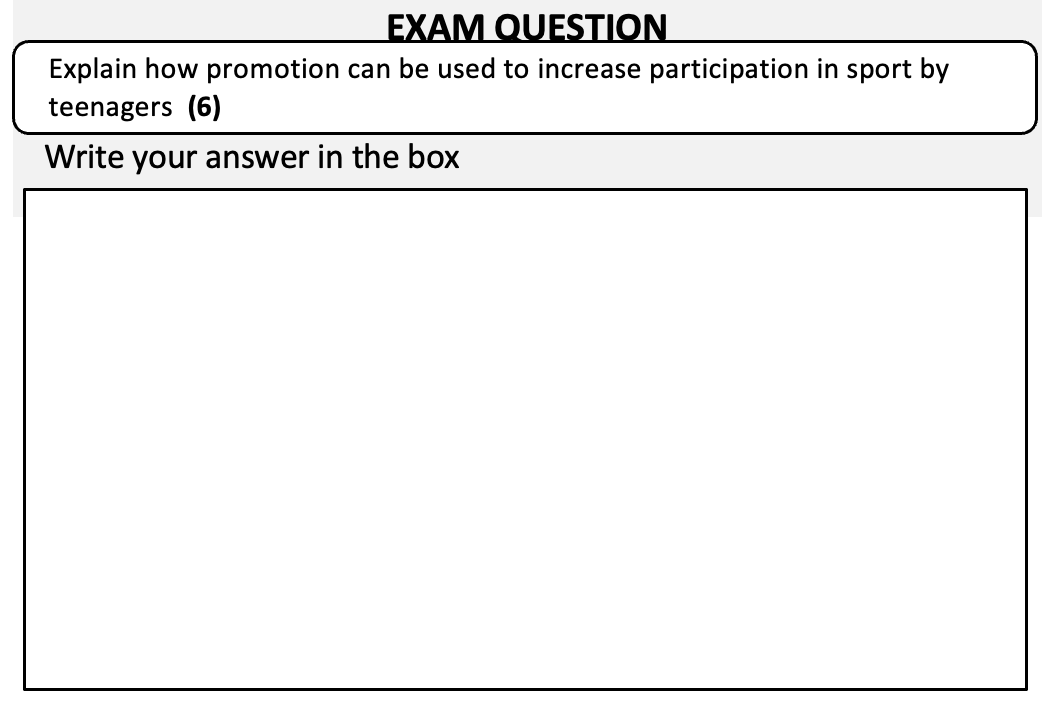 EXAM QUESTION
Explain how promotion can be used to increase participation in sport by
teenagers (6)
Write your answer in the box